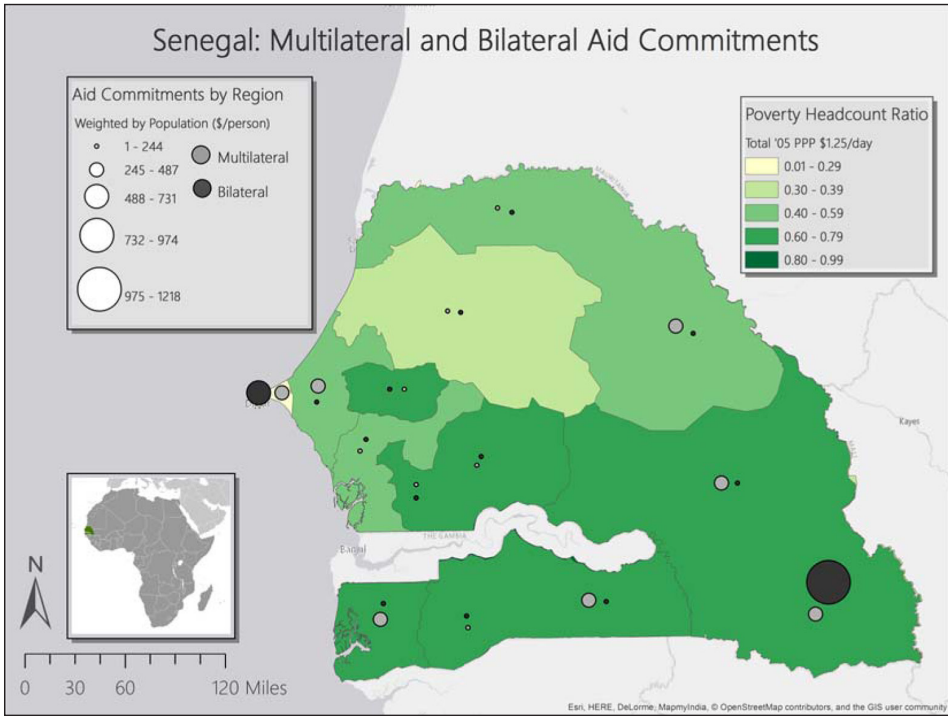 Senegal: Multilateral and Bilateral Aid Commitments
Aid Commitments by Region
Weighted by Population ($/person)
1 - 244
245 - 487
488 - 731
732 - 974
975 - 1218
Multilateral
Bilateral
Poverty Headcount Ratio
Total '05 PPP $1.25/day
0.01 - 0.29
0.30 - 0.39
0.40 - 0.59
0.60 - 0.79
0.80 - 0.99
MAURITANIA
Kayes
MALI
THE GAMBIA
Banjul
N
0 30 60 120 Miles
Esri, HERE, DeLorme, MapmyIndia, © OpenStreetMap contributors, and the GIS user community